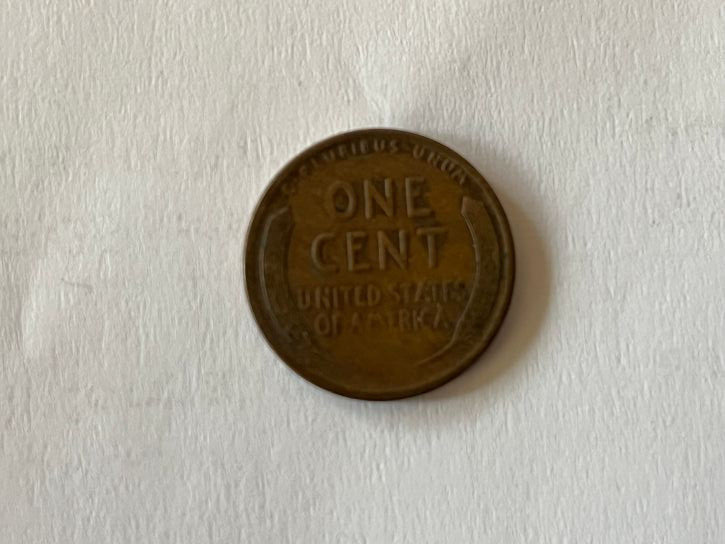 E·PLURIBUS·UNUM
ONE
CENT
UNITED STATES
OF AMERICA